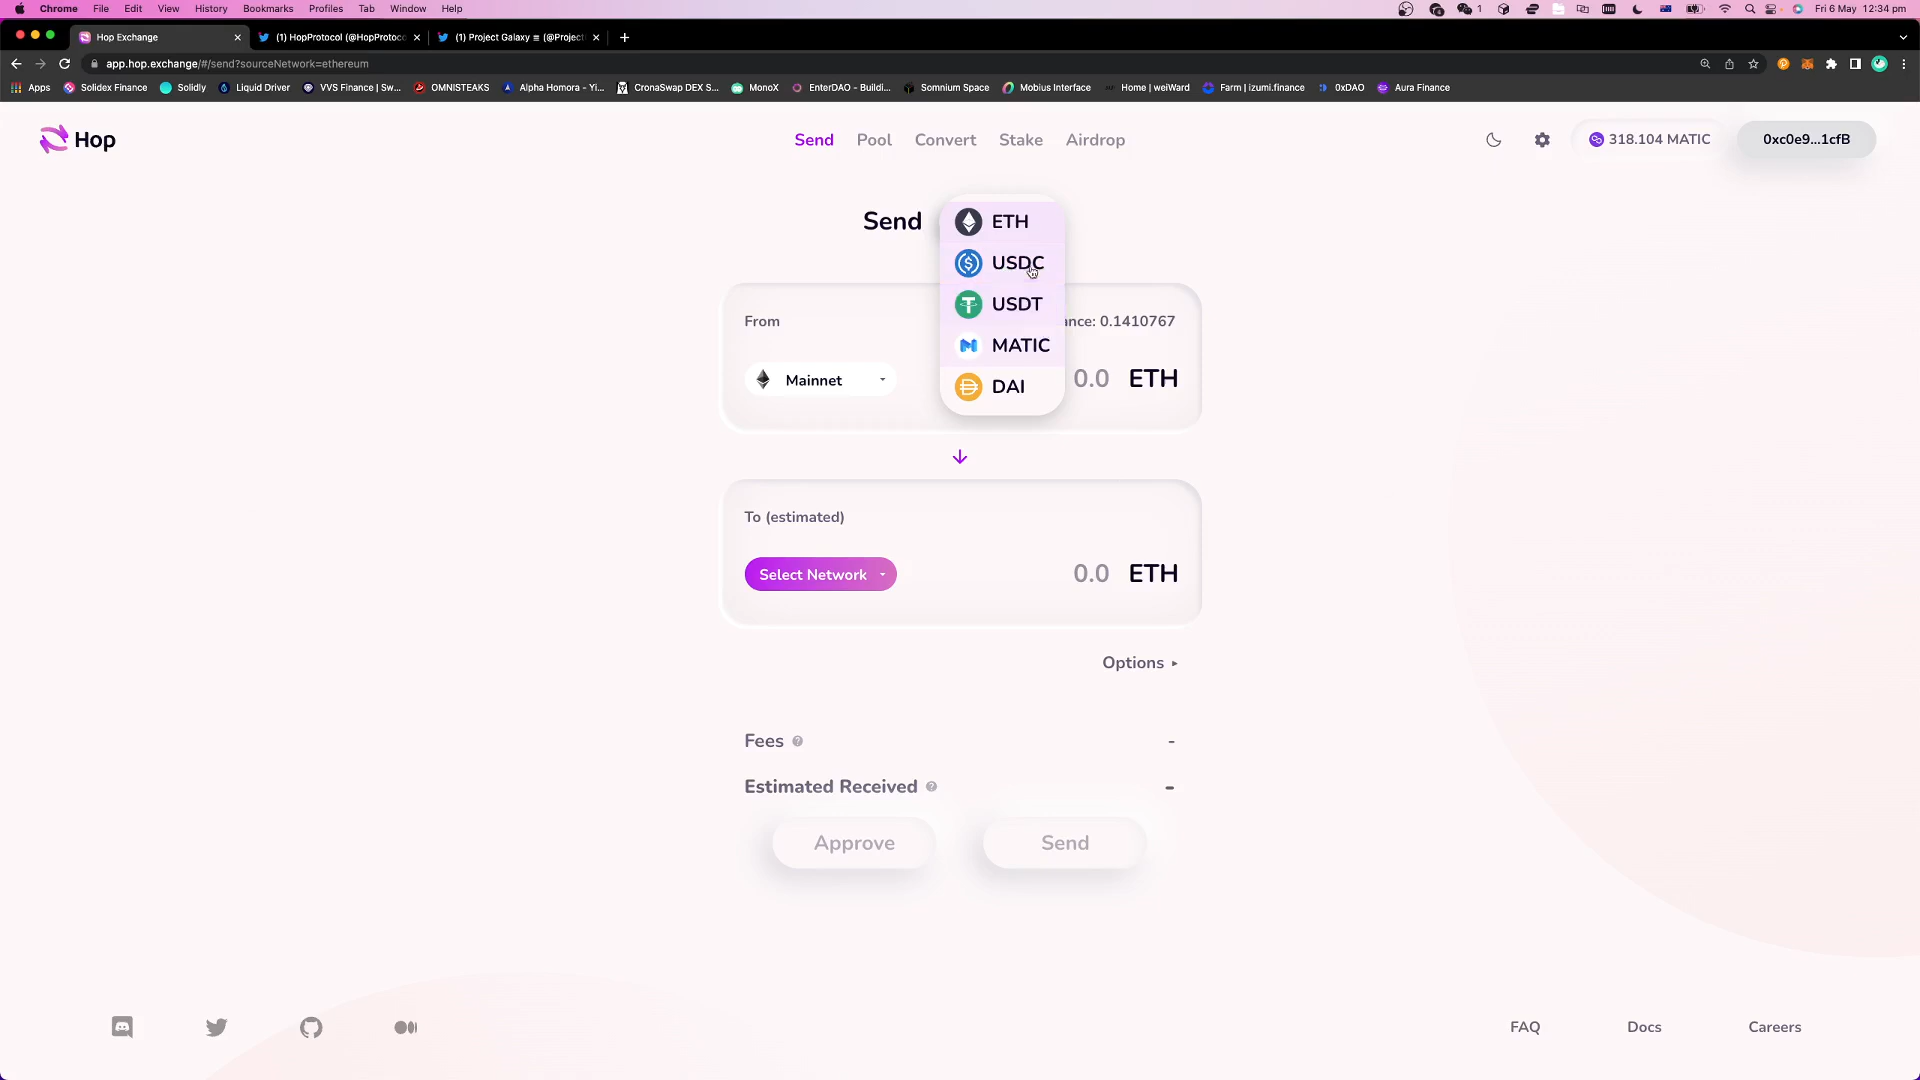 Chrome File Edit View History Bookmarks Profiles Tab Window Help
1 Fri 6 May 12:34 pm
Hop Exchange
(1) HopProtocol (@HopProtoco
(1) Project Galaxy ≡ (@Project
app.hop.exchange/#/send?sourceNetwork=ethereum
Apps Solidex Finance Solidly Liquid Driver VVS Finance | Sw... OMNISTEAKS Alpha Homora - Yi... CronaSwap DEX S... MonoX EnterDAO - Buildi... Somnium Space Mobius Interface Home | weiWard Farm | izumi.finance 0xDAO Aura Finance
Hop Send Pool Convert Stake Airdrop 318.104 MATIC 0xc0e9...1cfB
Send
ETH
USDC
USDT
MATIC
DAI
From ance: 0.1410767
Mainnet 0.0 ETH
To (estimated)
Select Network 0.0 ETH
Options
Fees -
Estimated Received -
Approve Send
FAQ Docs Careers